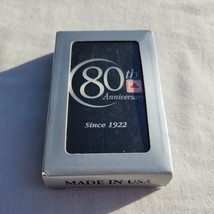 80th
Anniversary
Since 1922
MADE IN USA